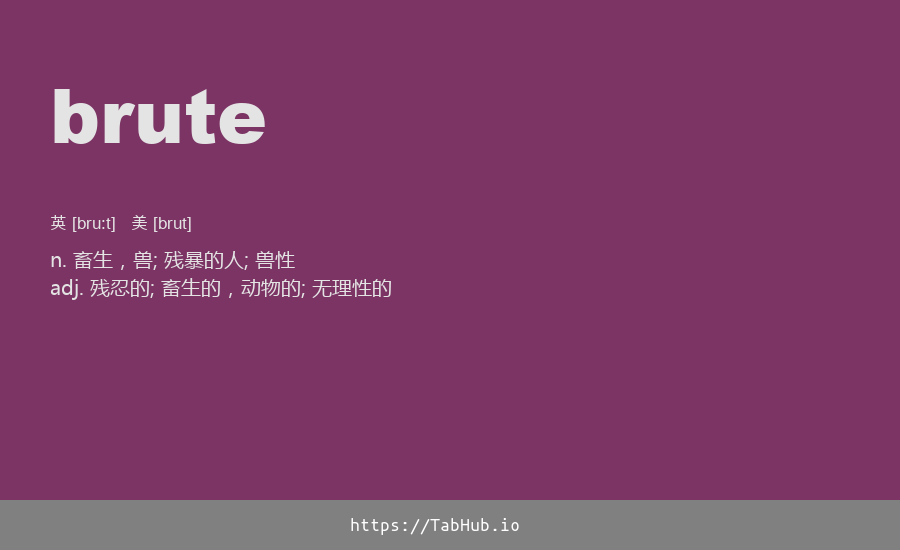 brute
英 [bru:t] 美 [brut]
n. 畜生，兽; 残暴的人; 兽性
adj. 残忍的; 畜生的，动物的; 无理性的
https://TabHub.io